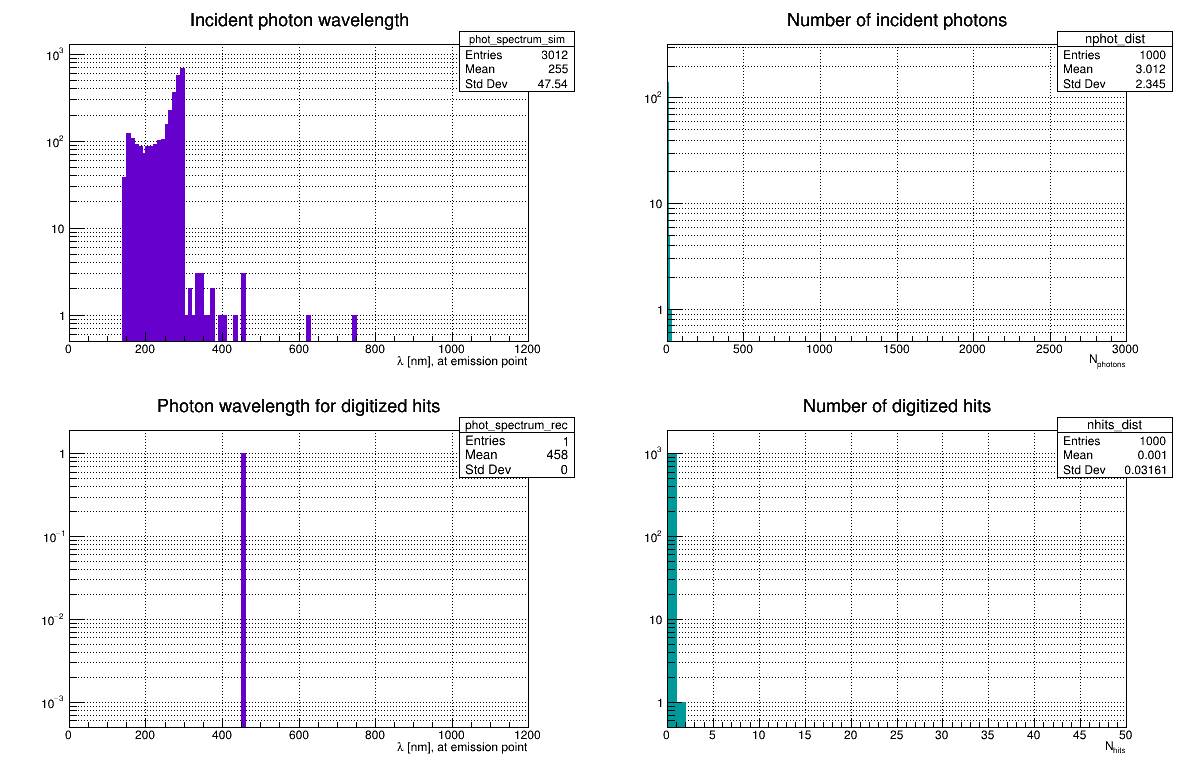 Incident photon wavelength
phot_spectrum_sim
Entries 3012
Mean 255
Std Dev 47.54
10³
10²
10
1
0 200 400 600 800 1000 1200
λ [nm], at emission point
Number of incident photons
nphot_dist
Entries 1000
Mean 3.012
Std Dev 2.345
10²
10
1
0 500 1000 1500 2000 2500 3000
Nphotons
Photon wavelength for digitized hits
phot_spectrum_rec
Entries 1
Mean 458
Std Dev 0
1
10⁻¹
10⁻²
10⁻³
0 200 400 600 800 1000 1200
λ [nm], at emission point
Number of digitized hits
nhits_dist
Entries 1000
Mean 0.001
Std Dev 0.03161
10³
10²
10
1
0 5 10 15 20 25 30 35 40 45 50
Nhits